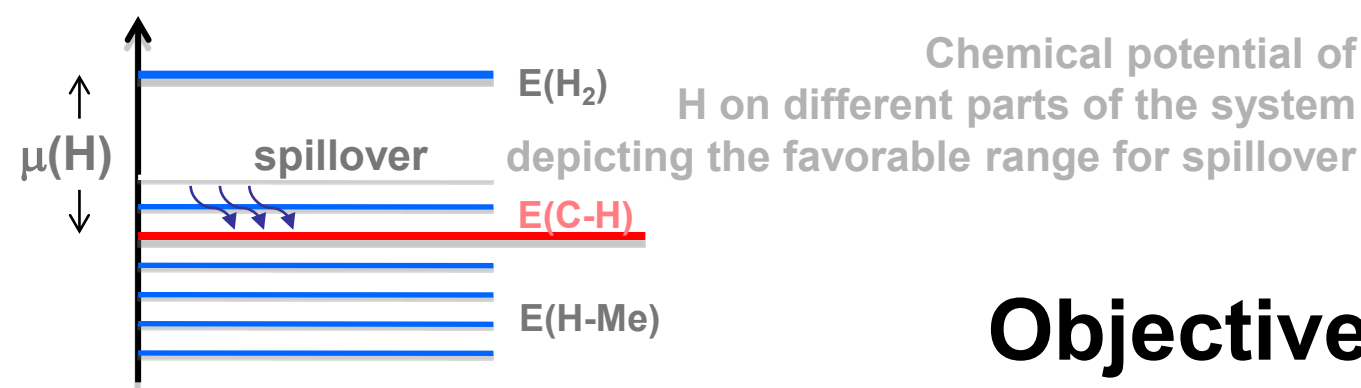 E(H₂)
Chemical potential of
H on different parts of the system
depicting the favorable range for spillover
μ(H)
spillover
E(C-H)
E(H-Me)
Objective